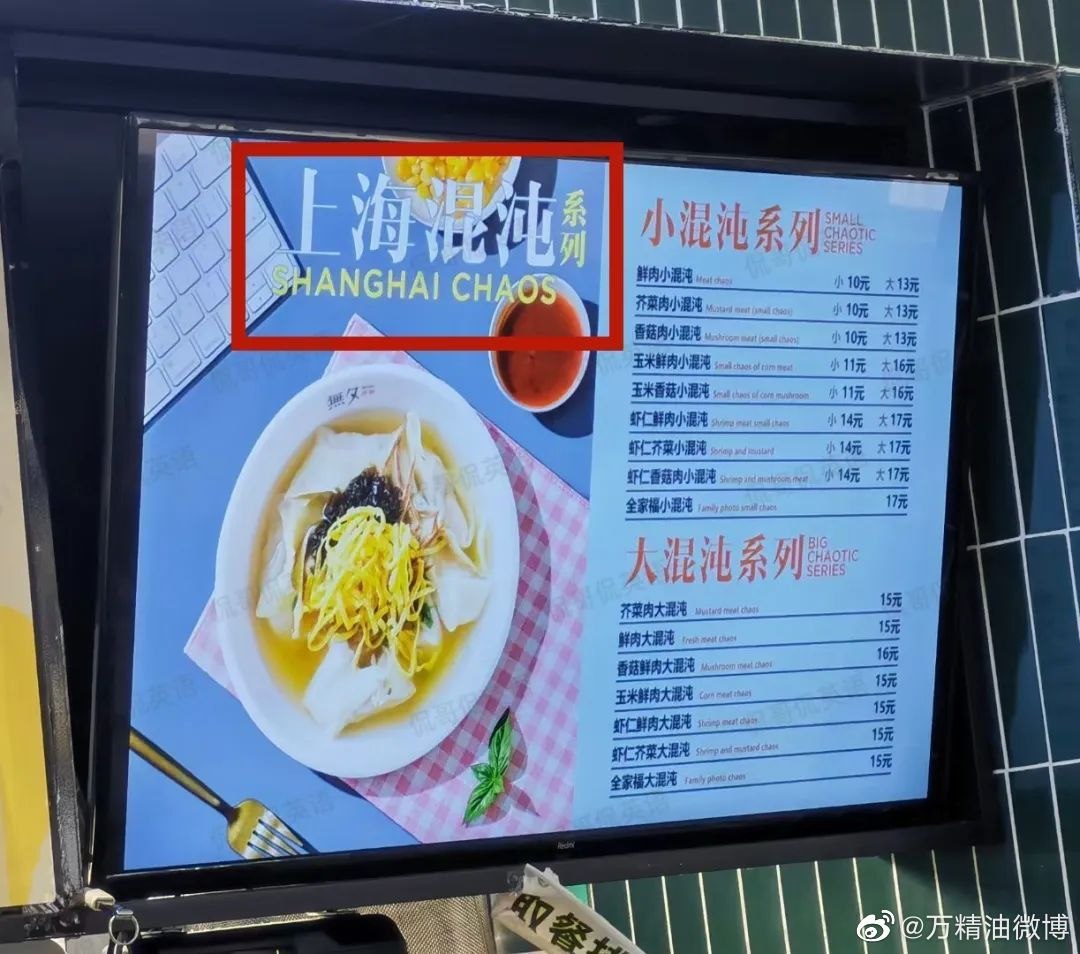 上海混沌系列
SHANGHAI CHAOS
無夕
小混沌系列 SMALL CHAOTIC SERIES
鲜肉小混沌 Meat chaos 小10元 大13元
芥菜肉小混沌 Mustard meat (small chaos) 小10元 大13元
香菇肉小混沌 Mushroom meat (small chaos) 小10元 大13元
玉米鲜肉小混沌 Small chaos of corn meat 小11元 大16元
玉米香菇小混沌 Small chaos of corn mushroom 小11元 大16元
虾仁鲜肉小混沌 Shrimp meat small chaos 小14元 大17元
虾仁芥菜小混沌 Shrimp and mustard 小14元 大17元
虾仁香菇肉小混沌 Shrimp and mushroom meat 小14元 大17元
全家福小混沌 Family photo small chaos 17元
大混沌系列 BIG CHAOTIC SERIES
芥菜肉大混沌 Mustard meat chaos 15元
鲜肉大混沌 Fresh meat chaos 15元
香菇鲜肉大混沌 Mushroom meat chaos 16元
玉米鲜肉大混沌 Corn meat chaos 15元
虾仁鲜肉大混沌 Shrimp meat chaos 15元
虾仁芥菜大混沌 Shrimp and mustard chaos 15元
全家福大混沌 Family photo chaos 15元
侃哥侃英语
Redmi
取餐
@万精油微博